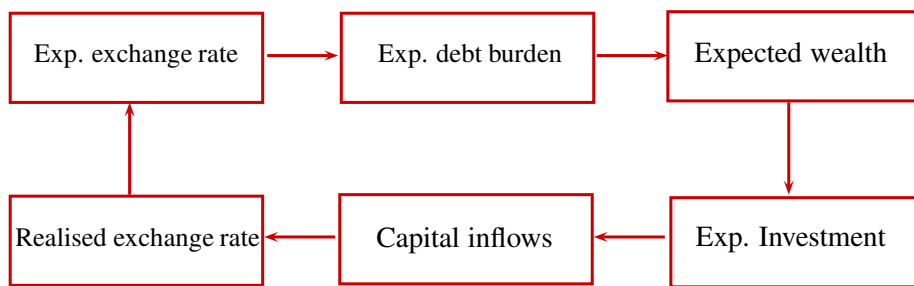 Exp. exchange rate
Exp. debt burden
Expected wealth
Realised exchange rate
Capital inflows
Exp. Investment